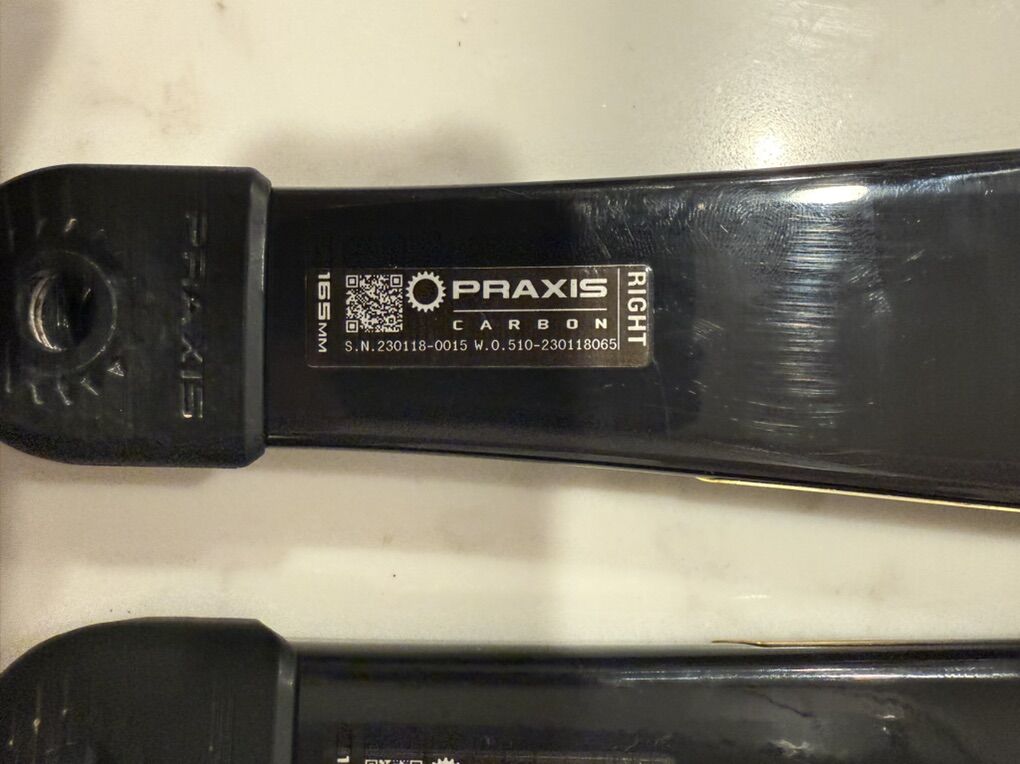 PRAXIS
165MM
PRAXIS
CARBON
S.N.230118-0015 W.O.510-230118065
RIGHT